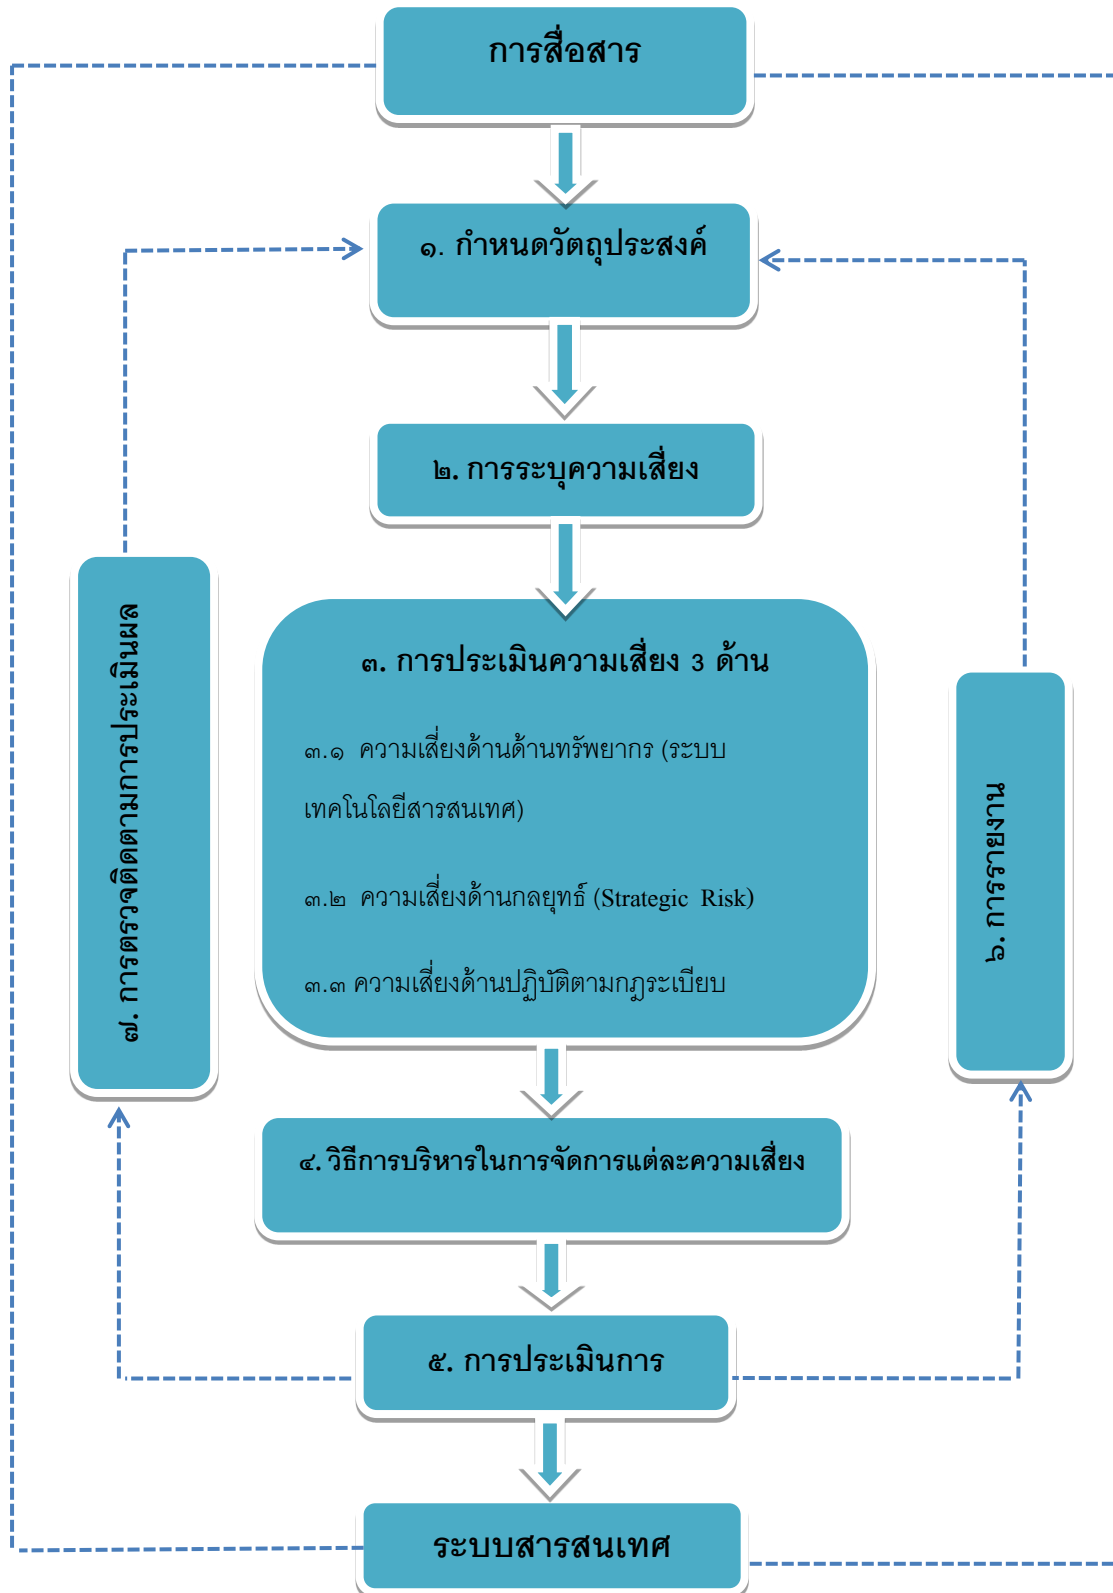 การสื่อสาร
๑. กำหนดวัตถุประสงค์
๒. การระบุความเสี่ยง
๓. การประเมินความเสี่ยง 3 ด้าน
๓.๑ ความเสี่ยงด้านด้านทรัพยากร (ระบบ
เทคโนโลยีสารสนเทศ)
๓.๒ ความเสี่ยงด้านกลยุทธ์ (Strategic Risk)
๓.๓ ความเสี่ยงด้านปฏิบัติตามกฎระเบียบ
๔. วิธีการบริหารในการจัดการแต่ละความเสี่ยง
๕. การประเมินการ
๖. การรายงาน
๗. การตรวจติดตามการประเมินผล
ระบบสารสนเทศ